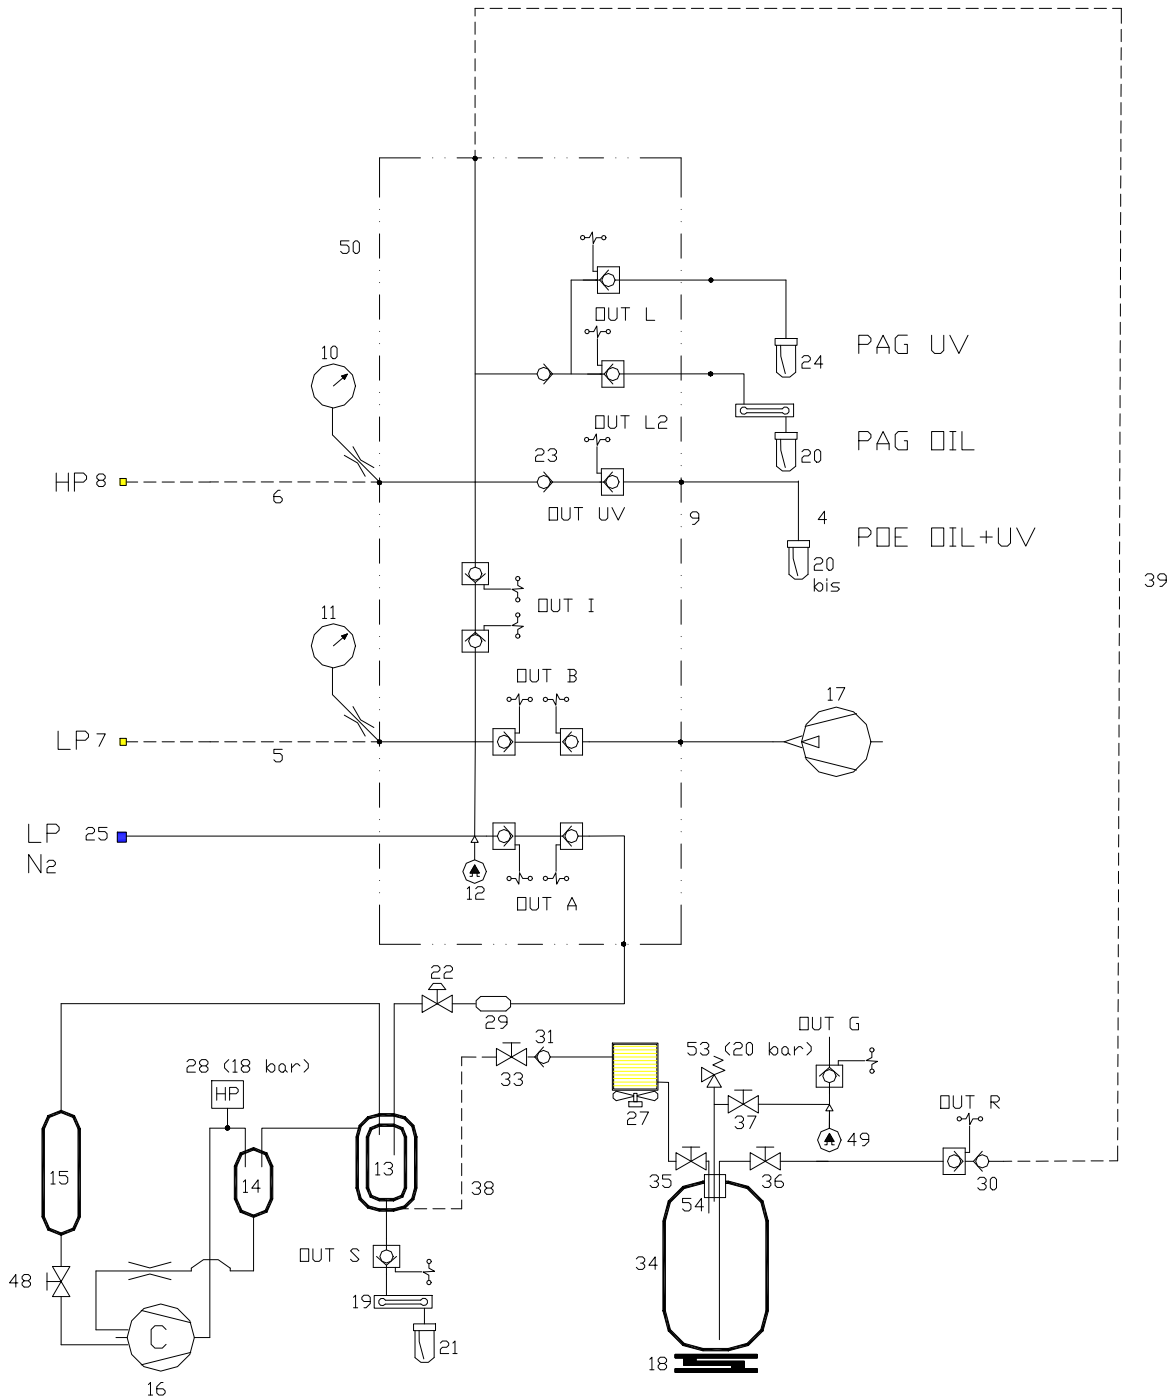 50
OUT L
24
PAG UV
10
OUT L2
20
PAG OIL
HP 8
6
23
OUT UV
9
4
POE OIL+UV
20
bis
39
OUT I
11
OUT B
17
LP 7
5
LP 25
N2
12
OUT A
22
29
OUT G
31
53 (20 bar)
28 (18 bar)
33
HP
27
37
49
OUT R
15
14
13
38
35
54
36
30
OUT S
34
48
19
C
21
18
16